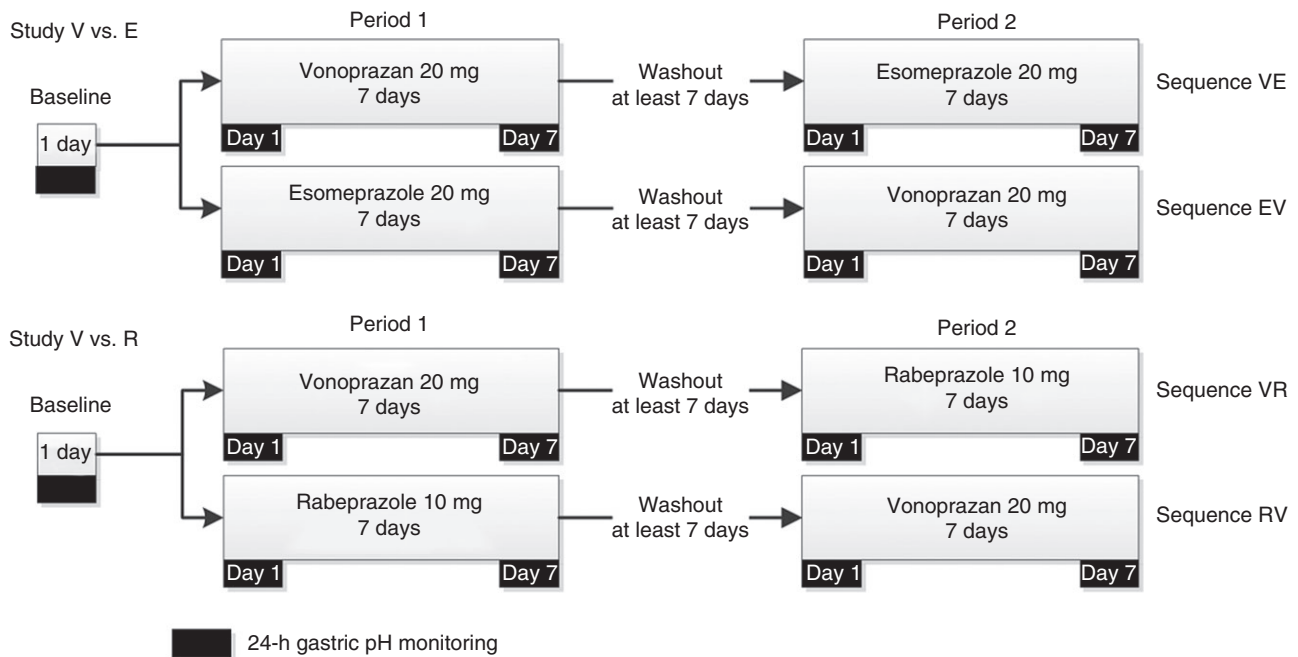 Study V vs. E
Period 1
Period 2
Baseline
1 day
Vonoprazan 20 mg
7 days
Day 1
Day 7
Washout
at least 7 days
Esomeprazole 20 mg
7 days
Day 1
Day 7
Sequence VE
Esomeprazole 20 mg
7 days
Day 1
Day 7
Washout
at least 7 days
Vonoprazan 20 mg
7 days
Day 1
Day 7
Sequence EV
Study V vs. R
Period 1
Period 2
Baseline
1 day
Vonoprazan 20 mg
7 days
Day 1
Day 7
Washout
at least 7 days
Rabeprazole 10 mg
7 days
Day 1
Day 7
Sequence VR
Rabeprazole 10 mg
7 days
Day 1
Day 7
Washout
at least 7 days
Vonoprazan 20 mg
7 days
Day 1
Day 7
Sequence RV
24-h gastric pH monitoring